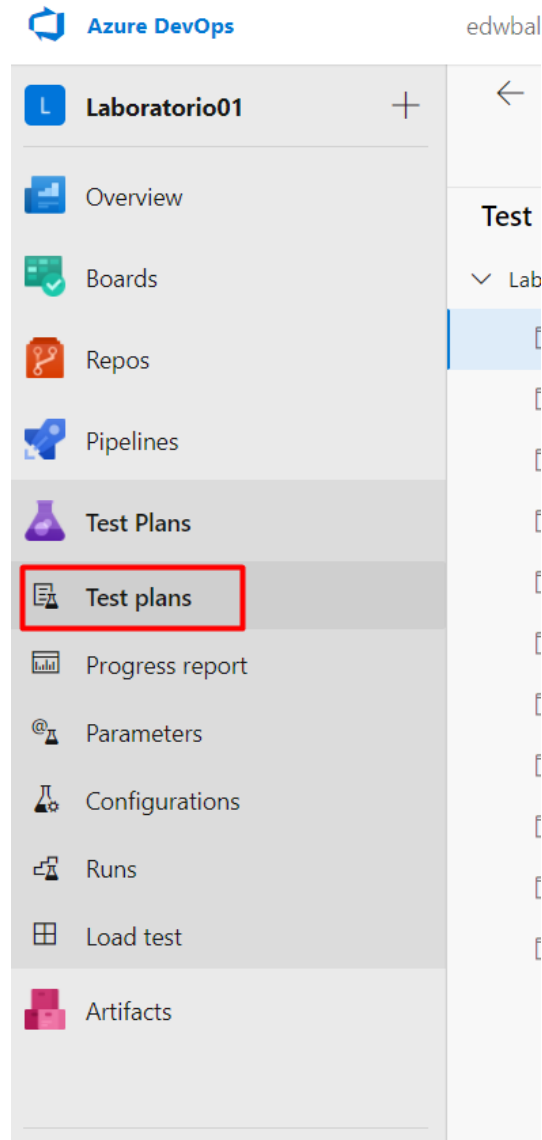 Azure DevOps
edwbal
L
Laboratorio01
Overview
Boards
Repos
Pipelines
Test Plans
Test plans
Progress report
Parameters
Configurations
Runs
Load test
Artifacts
Test
Lab